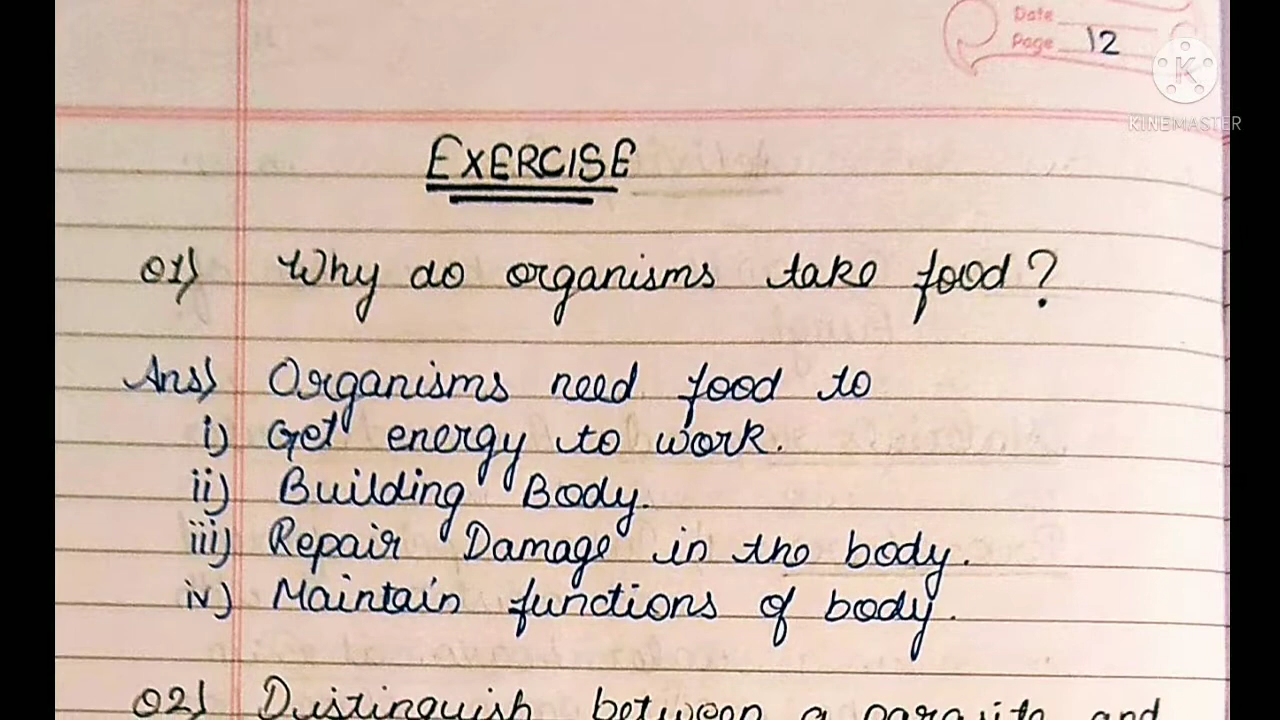 Date
Page 12
KINEMASTER
EXERCISE
Q1) Why do organisms take food?
Ans) Organisms need food to
i) Get energy to work.
ii) Building Body.
iii) Repair Damage in the body.
iv) Maintain functions of body.
Q2) Distinguish between a parasite and